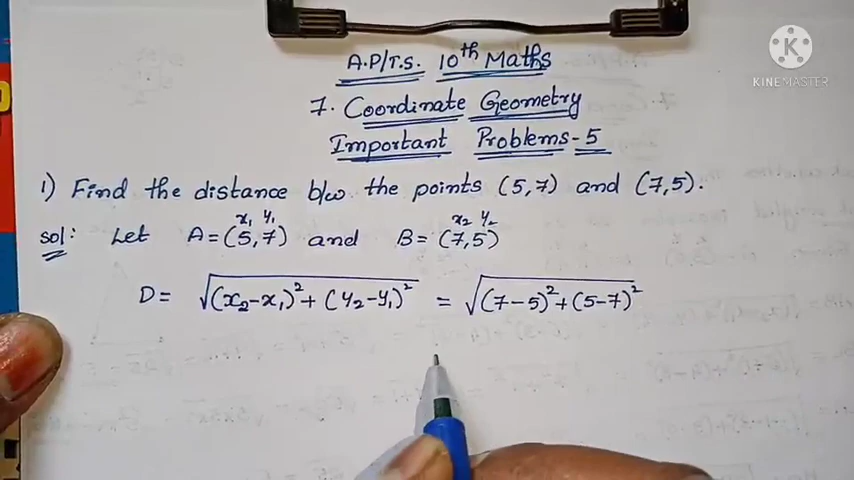 KINEMASTER
A.P/T.S. 10th Maths
7. Coordinate Geometry
Important Problems-5
1) Find the distance b/w the points (5,7) and (7,5).
x₁ y₁ x₂ y₂
sol: Let A=(5,7) and B=(7,5)
D= √(x₂-x₁)²+(y₂-y₁)² = √(7-5)²+(5-7)²